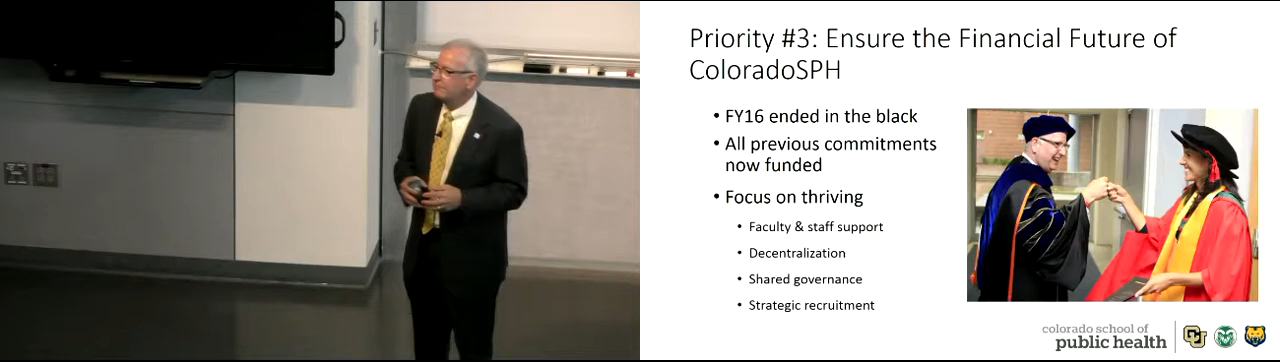 Priority #3: Ensure the Financial Future of
ColoradoSPH
• FY16 ended in the black
• All previous commitments
now funded
• Focus on thriving
• Faculty & staff support
• Decentralization
• Shared governance
• Strategic recruitment
colorado school of
public health
CU